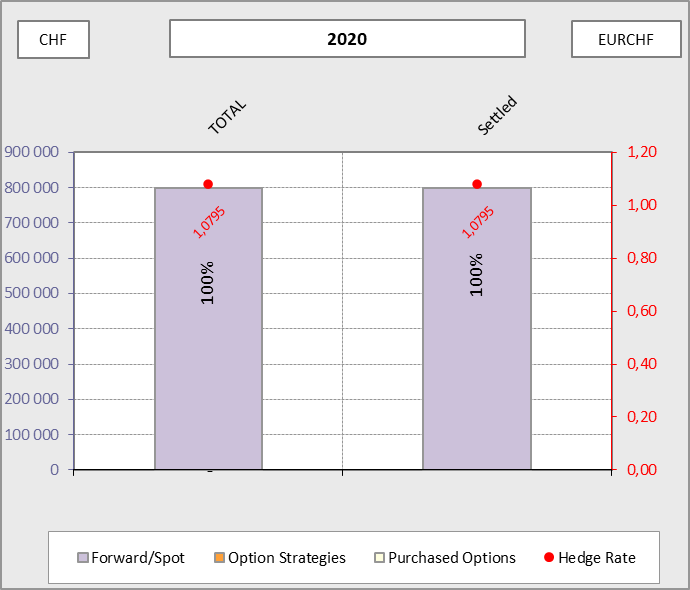 CHF
2020
EURCHF
TOTAL
Settled
900 000
800 000
700 000
600 000
500 000
400 000
300 000
200 000
100 000
0
1,0795
100%
1,0795
100%
1,20
1,00
0,80
0,60
0,40
0,20
0,00
-
Forward/Spot
Option Strategies
Purchased Options
Hedge Rate